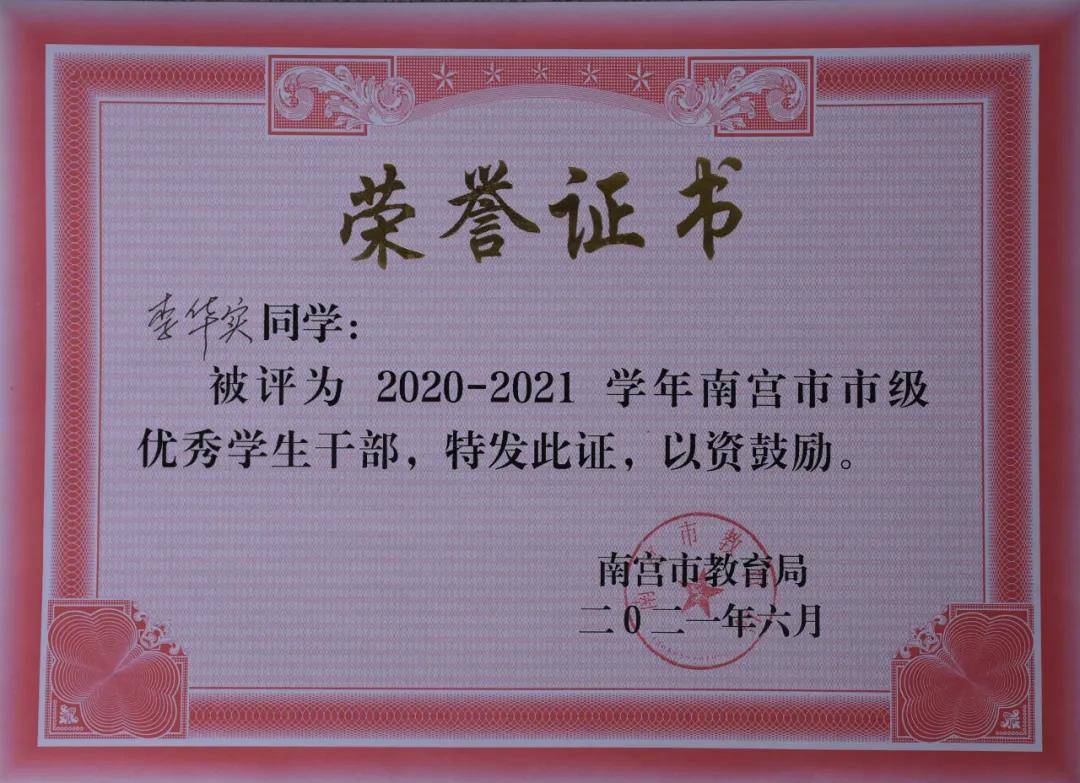 荣誉证书
李华实同学:
被评为 2020-2021 学年南宫市市级
优秀学生干部，特发此证，以资鼓励。
南宫市教育局
二0二一年六月